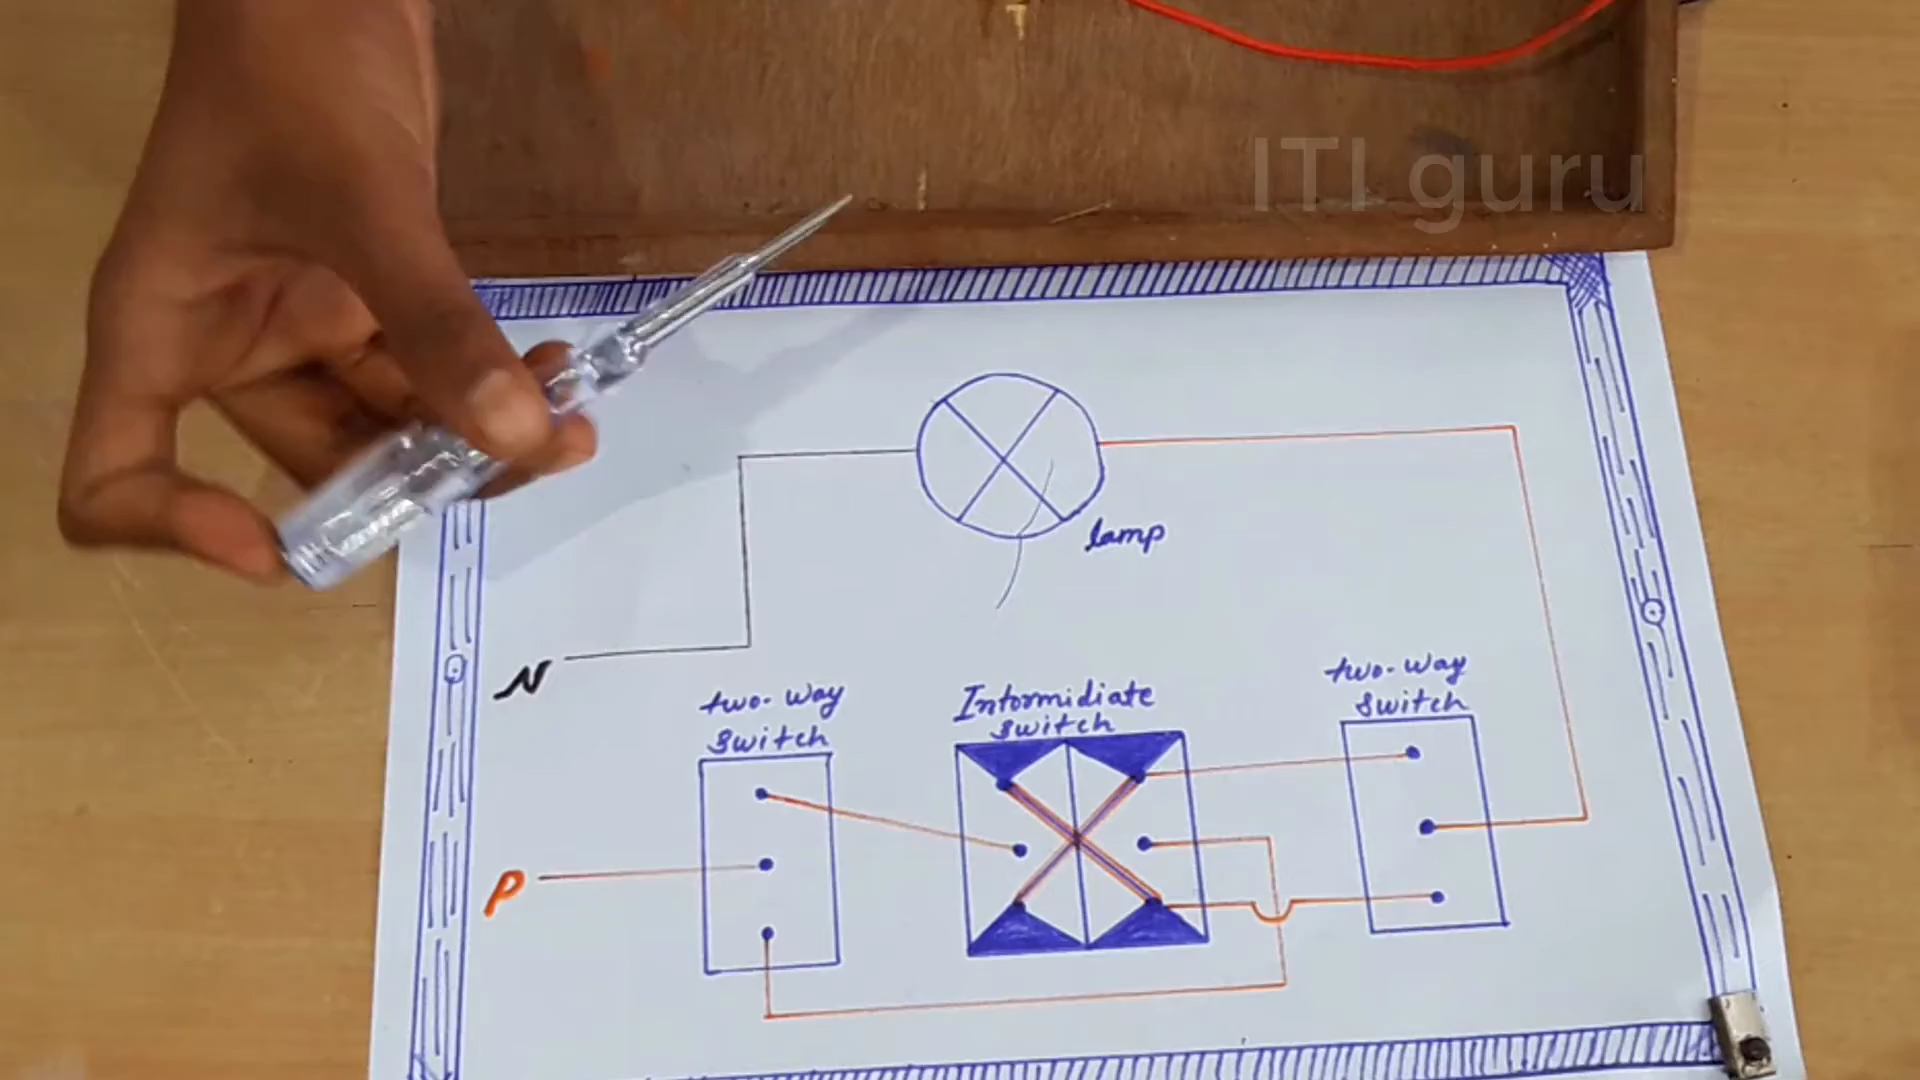 ITI guru
lamp
N
two-way
switch
Intormidiate
switch
two-way
switch
P